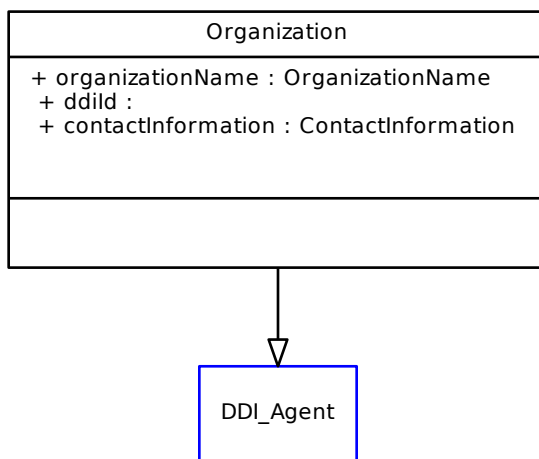 Organization
+ organizationName : OrganizationName
+ ddiId :
+ contactInformation : ContactInformation
DDI_Agent